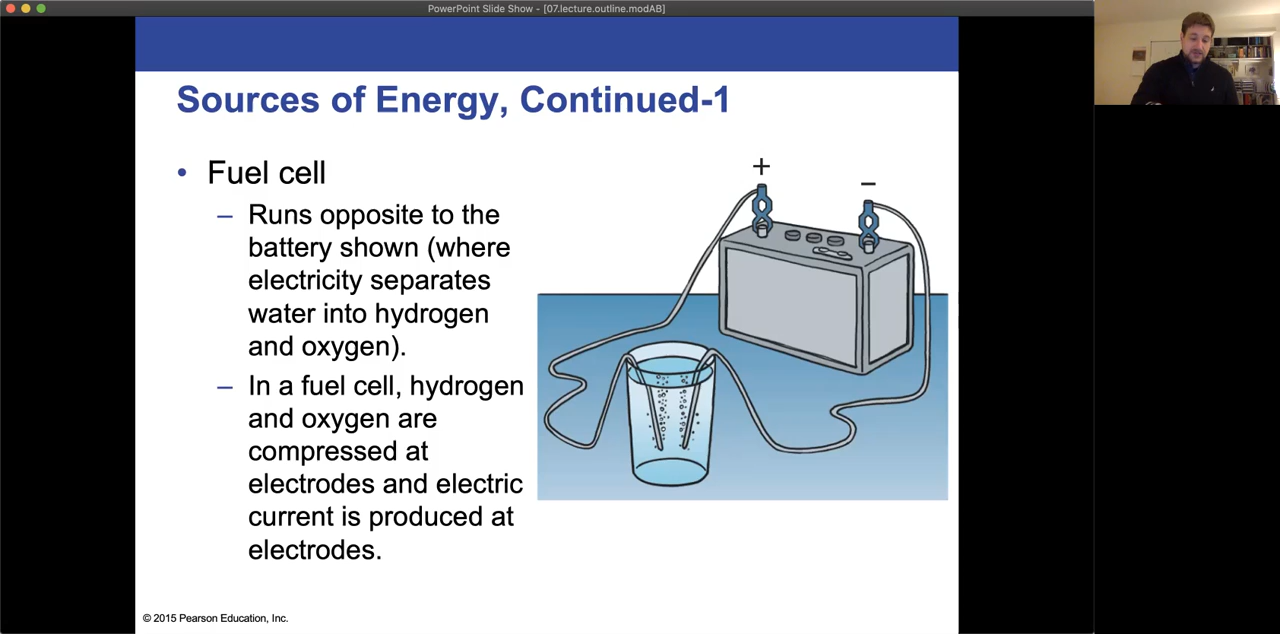 PowerPoint Slide Show - [07.lecture.outline.modAB]
Sources of Energy, Continued-1
• Fuel cell
– Runs opposite to the
battery shown (where
electricity separates
water into hydrogen
and oxygen).
– In a fuel cell, hydrogen
and oxygen are
compressed at
electrodes and electric
current is produced at
electrodes.
+
–
© 2015 Pearson Education, Inc.